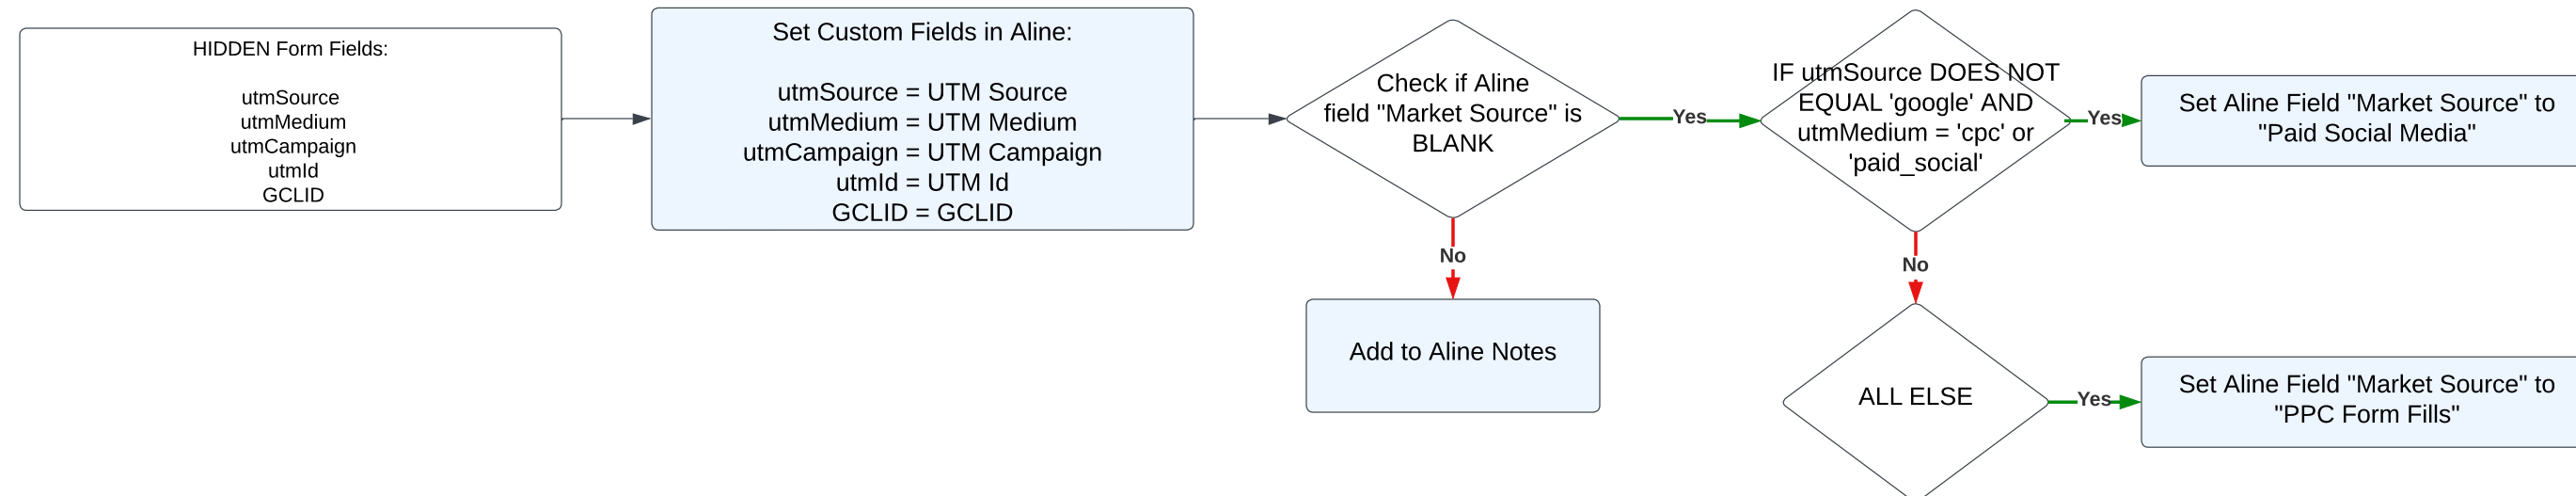 HIDDEN Form Fields:
utmSource
utmMedium
utmCampaign
utmId
GCLID
Set Custom Fields in Aline:
utmSource = UTM Source
utmMedium = UTM Medium
utmCampaign = UTM Campaign
utmId = UTM Id
GCLID = GCLID
Check if Aline
field "Market Source" is
BLANK
Yes
No
Add to Aline Notes
IF utmSource DOES NOT
EQUAL 'google' AND
utmMedium = 'cpc' or
'paid_social'
Yes
Set Aline Field "Market Source" to
"Paid Social Media"
No
ALL ELSE
Yes
Set Aline Field "Market Source" to
"PPC Form Fills"